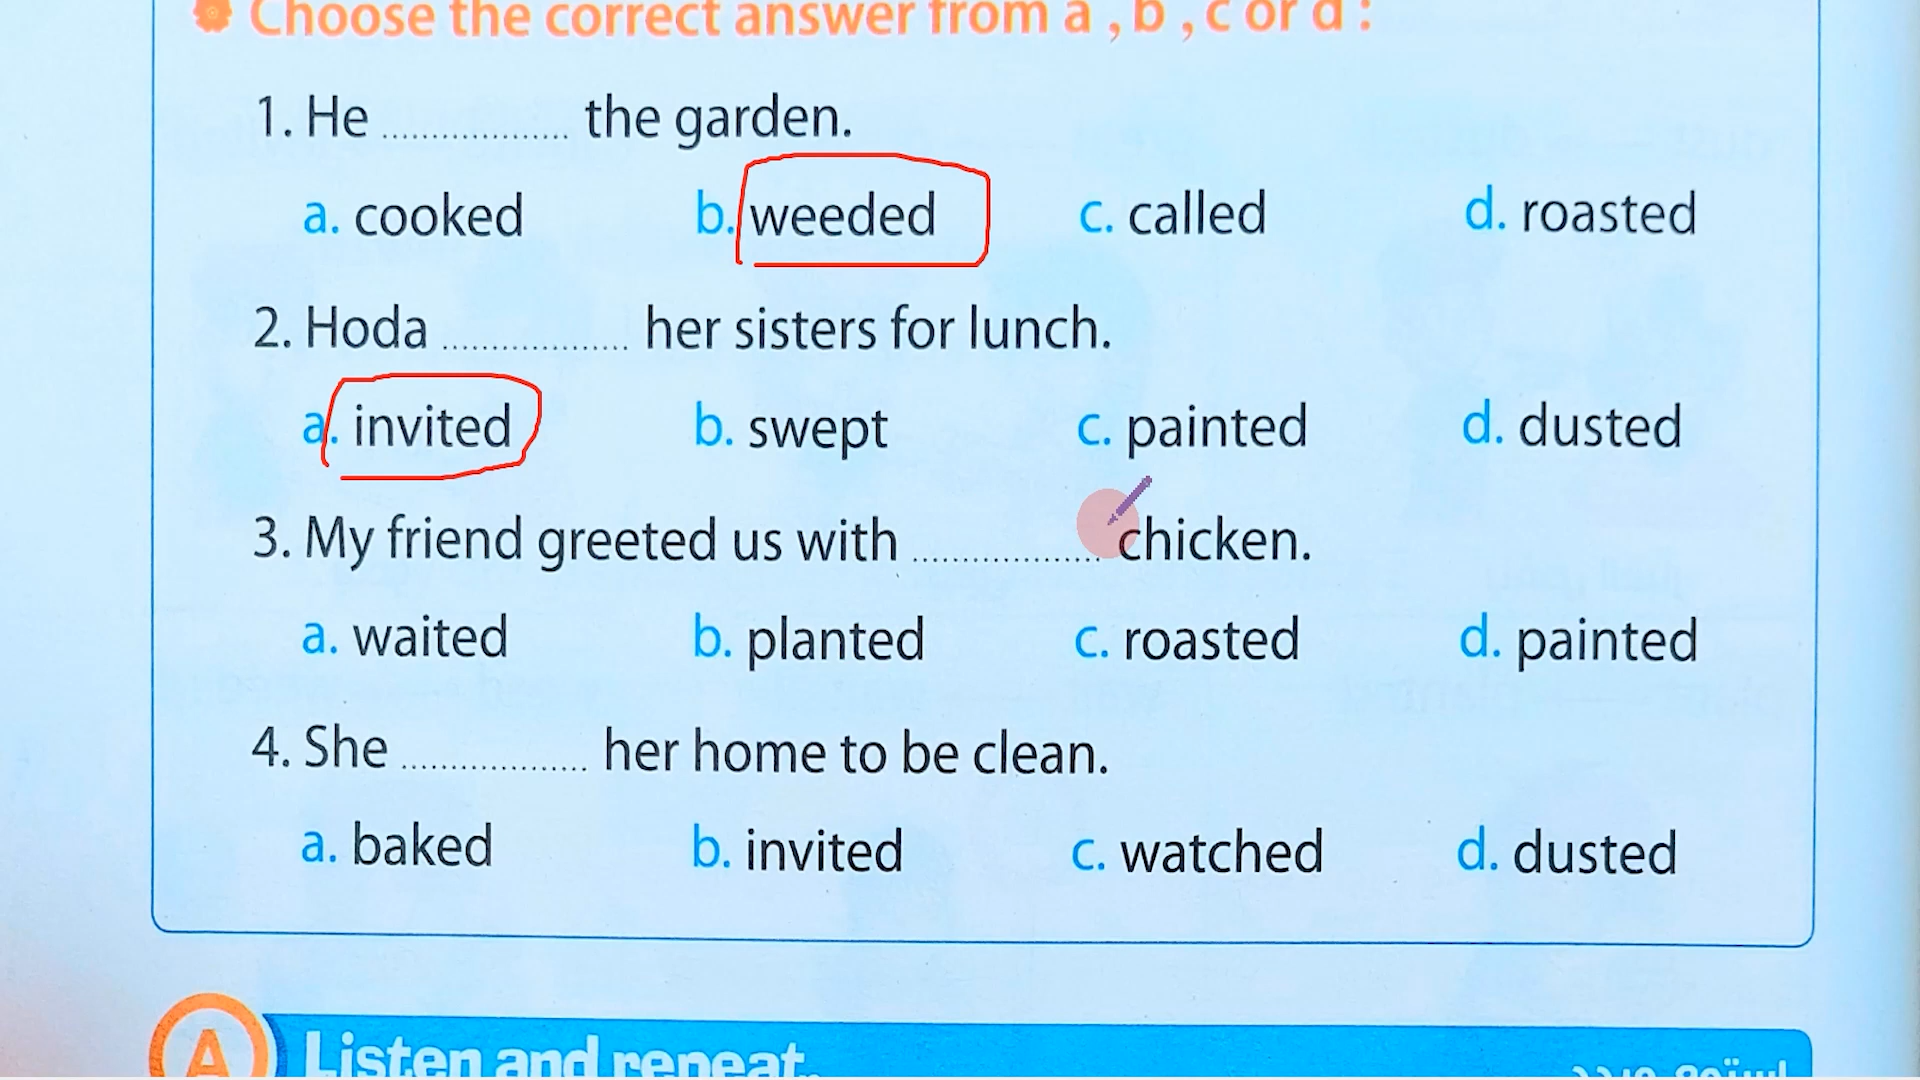 Choose the correct answer from a , b , c or d :
1. He .................. the garden.
a. cooked b. weeded c. called d. roasted
2. Hoda .................. her sisters for lunch.
a. invited b. swept c. painted d. dusted
3. My friend greeted us with .................. chicken.
a. waited b. planted c. roasted d. painted
4. She .................. her home to be clean.
a. baked b. invited c. watched d. dusted
A Listen and repeat.